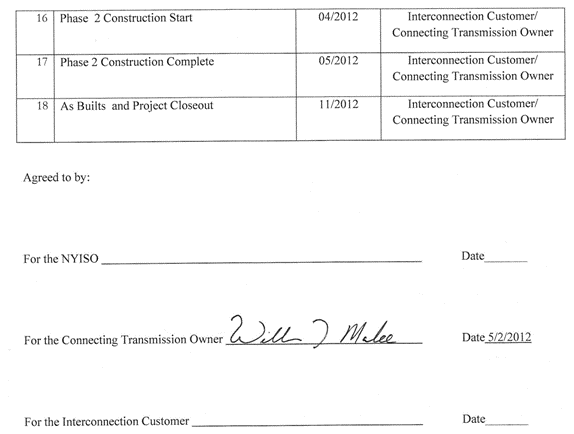 16 Phase 2 Construction Start 04/2012 Interconnection Customer/
Connecting Transmission Owner
17 Phase 2 Construction Complete 05/2012 Interconnection Customer/
Connecting Transmission Owner
18 As Builts and Project Closeout 11/2012 Interconnection Customer/
Connecting Transmission Owner
Agreed to by:
For the NYISO Date
For the Connecting Transmission Owner Date 5/2/2012
For the Interconnection Customer Date